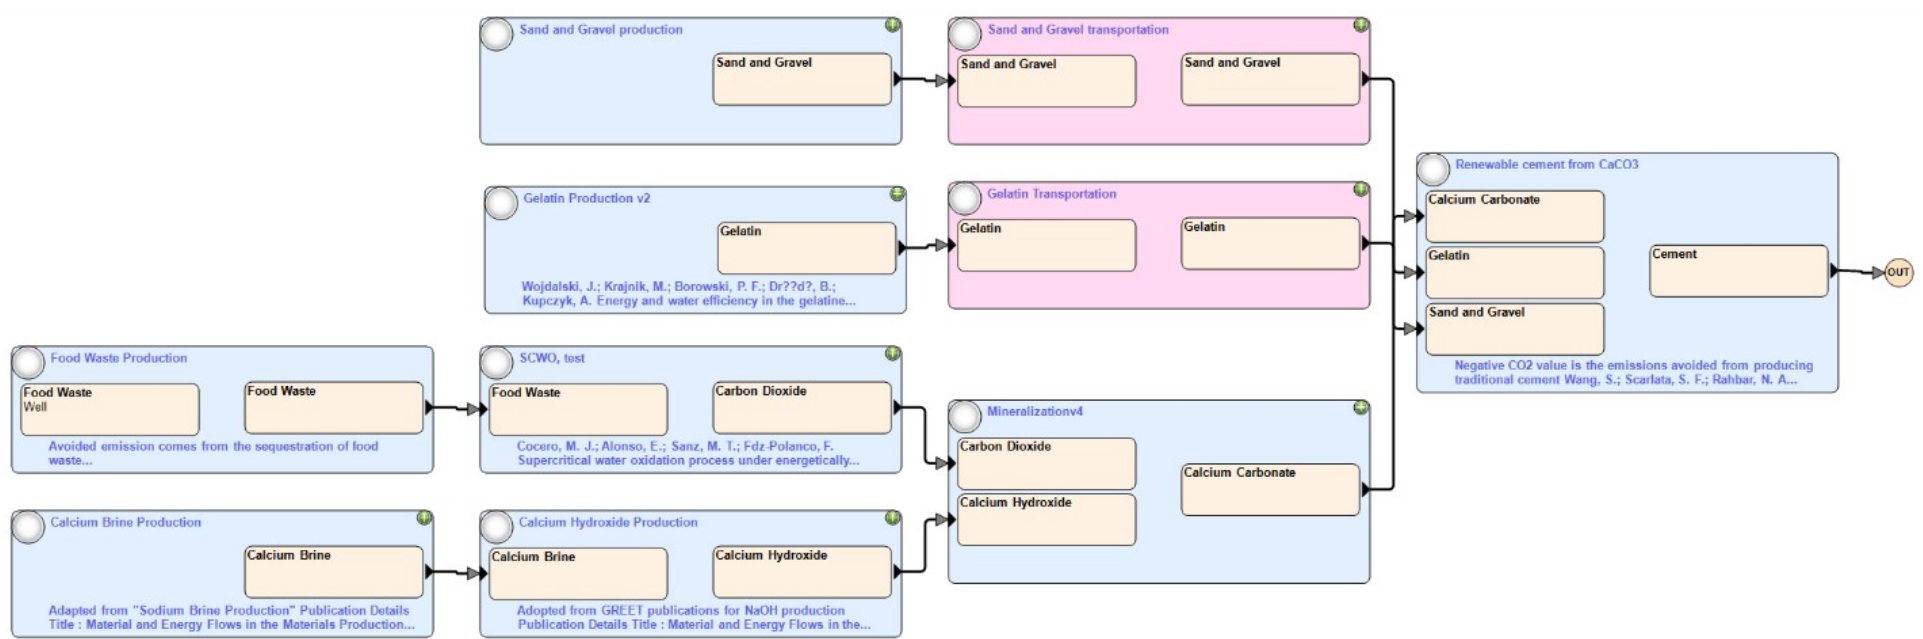 Sand and Gravel production
Sand and Gravel
Sand and Gravel transportation
Sand and Gravel
Sand and Gravel
Gelatin Production v2
Gelatin
Wojdalski, J.; Krajnik, M.; Borowski, P. F.; Dr??d?, B.;
Kupczyk, A. Energy and water efficiency in the gelatine...
Gelatin Transportation
Gelatin
Gelatin
Renewable cement from CaCO3
Calcium Carbonate
Gelatin
Sand and Gravel
Cement
Negative CO2 value is the emissions avoided from producing
traditional cement Wang, S.; Scarlata, S. F.; Rahbar, N. A...
OUT
Food Waste Production
Food Waste
Well
Food Waste
Avoided emission comes from the sequestration of food
waste...
SCWO, test
Food Waste
Carbon Dioxide
Cocero, M. J.; Alonso, E.; Sanz, M. T.; Fdz-Polanco, F.
Supercritical water oxidation process under energetically...
Mineralizationv4
Carbon Dioxide
Calcium Hydroxide
Calcium Carbonate
Calcium Brine Production
Calcium Brine
Adapted from "Sodium Brine Production" Publication Details
Title : Material and Energy Flows in the Materials Production...
Calcium Hydroxide Production
Calcium Brine
Calcium Hydroxide
Adopted from GREET publications for NaOH production
Publication Details Title : Material and Energy Flows in the...